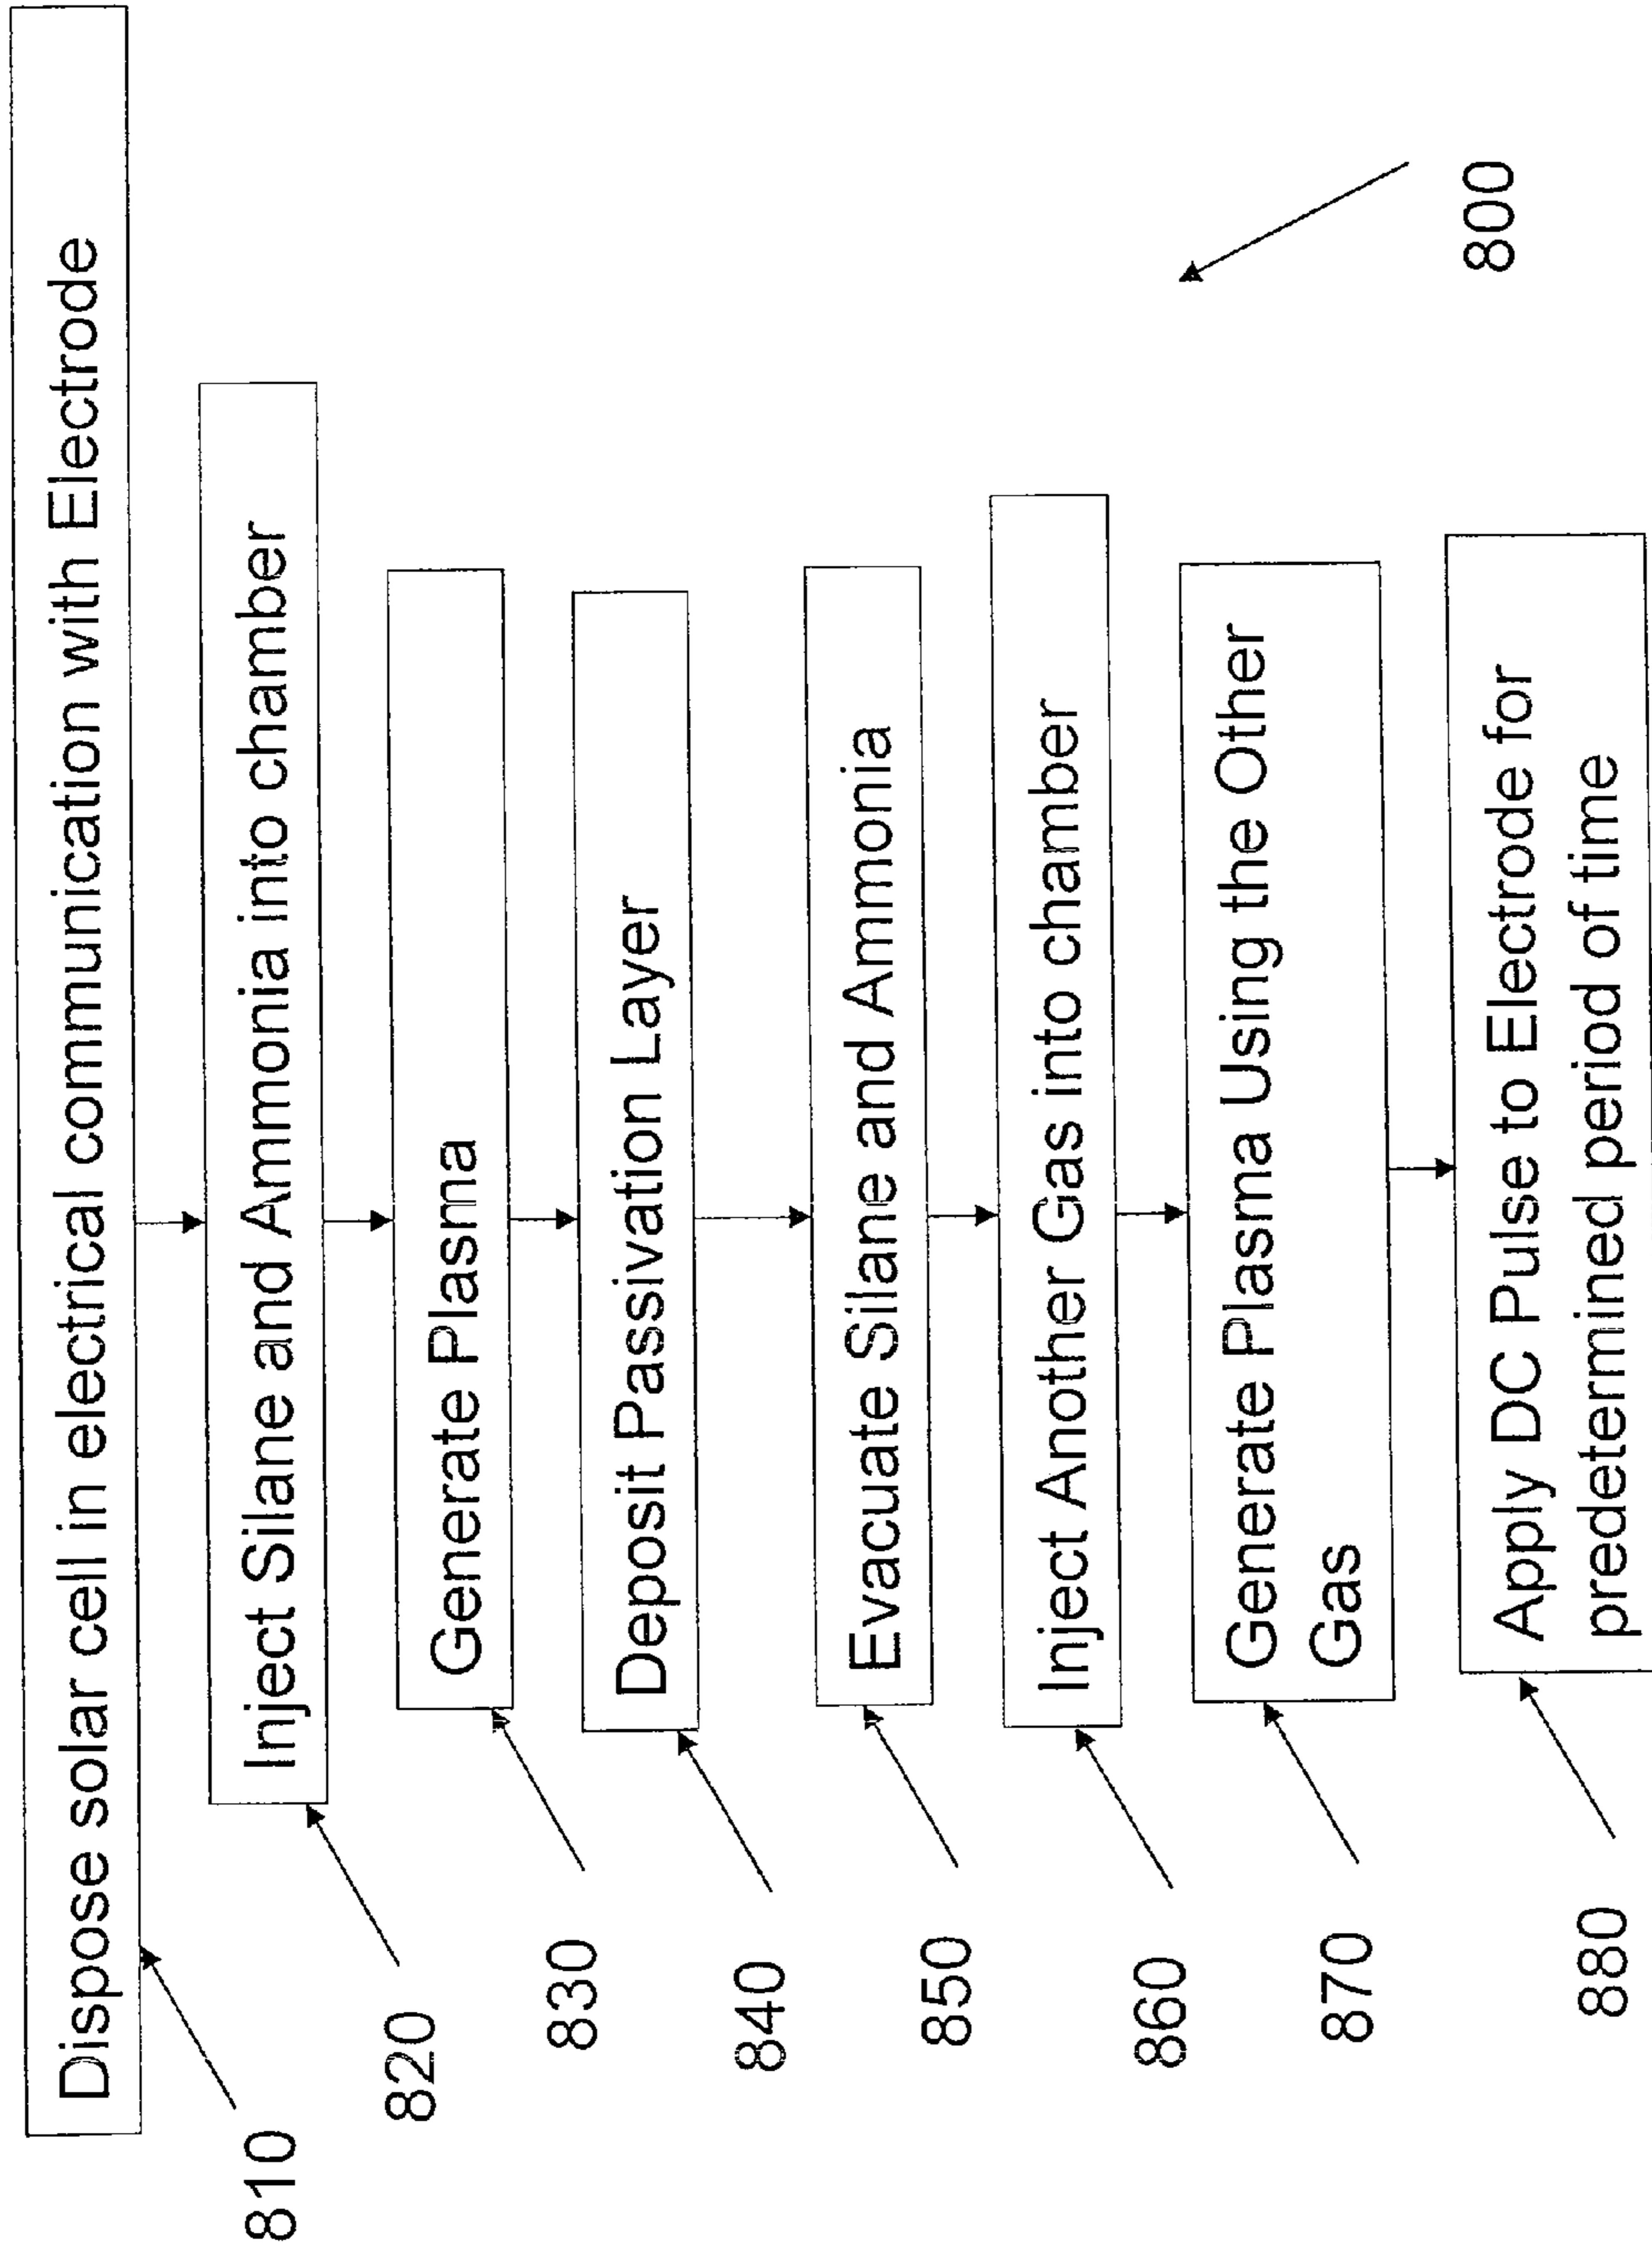 Dispose solar cell in electrical communication with Electrode
810
Inject Silane and Ammonia into chamber
820
Generate Plasma
830
Deposit Passivation Layer
840
Evacuate Silane and Ammonia
850
Inject Another Gas into chamber
860
Generate Plasma Using the Other
Gas
870
Apply DC Pulse to Electrode for
predetermined period of time
880
800